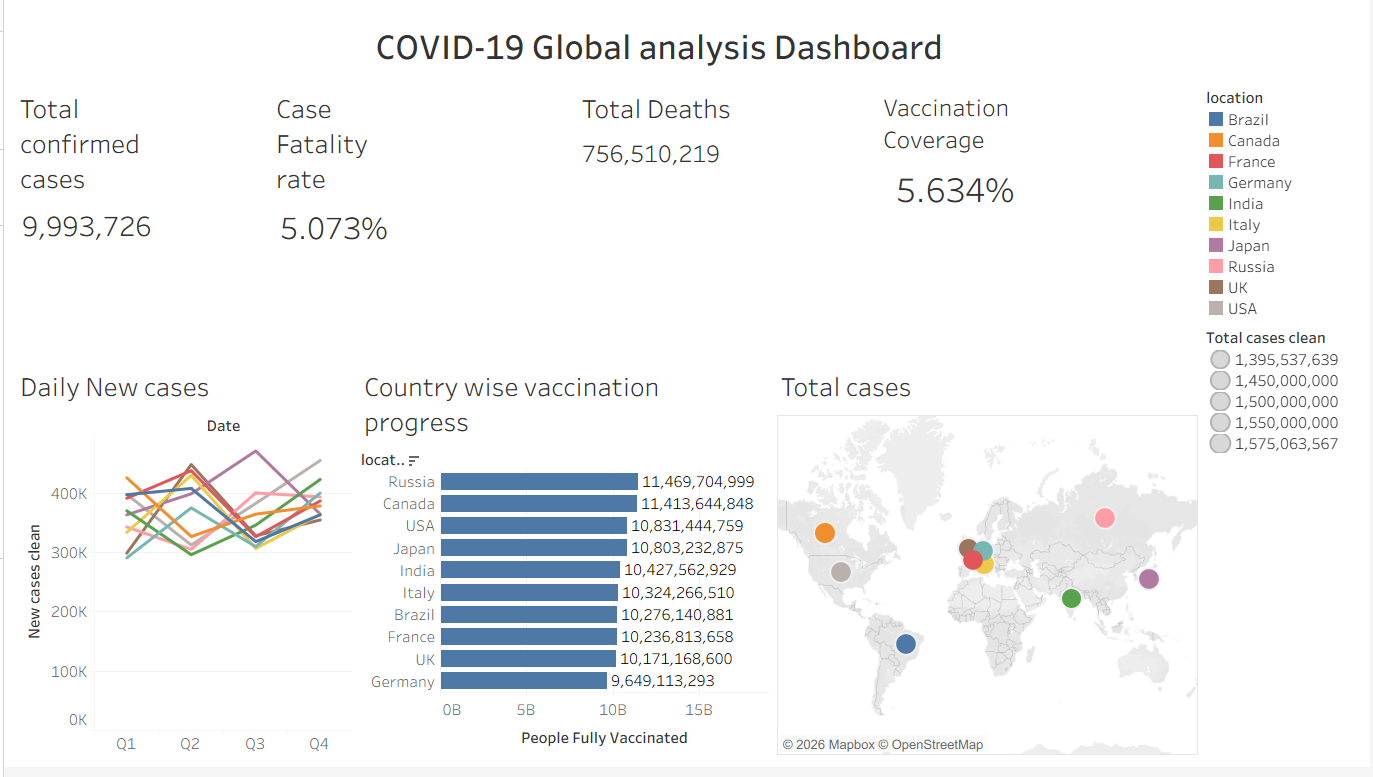 COVID-19 Global analysis Dashboard
Total
confirmed
cases
9,993,726
Case
Fatality
rate
5.073%
Total Deaths
756,510,219
Vaccination
Coverage
5.634%
location
Brazil
Canada
France
Germany
India
Italy
Japan
Russia
UK
USA
Total cases clean
1,395,537,639
1,450,000,000
1,500,000,000
1,550,000,000
1,575,063,567
Daily New cases
Date
New cases clean
400K
300K
200K
100K
0K
Q1 Q2 Q3 Q4
Country wise vaccination
progress
locat..
Russia 11,469,704,999
Canada 11,413,644,848
USA 10,831,444,759
Japan 10,803,232,875
India 10,427,562,929
Italy 10,324,266,510
Brazil 10,276,140,881
France 10,236,813,658
UK 10,171,168,600
Germany 9,649,113,293
0B 5B 10B 15B
People Fully Vaccinated
Total cases
© 2026 Mapbox © OpenStreetMap